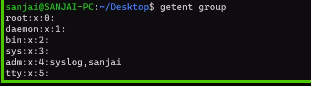 sanjai@SANJAI-PC:~/Desktop$ getent group
root:x:0:
daemon:x:1:
bin:x:2:
sys:x:3:
adm:x:4:syslog,sanjai
tty:x:5: